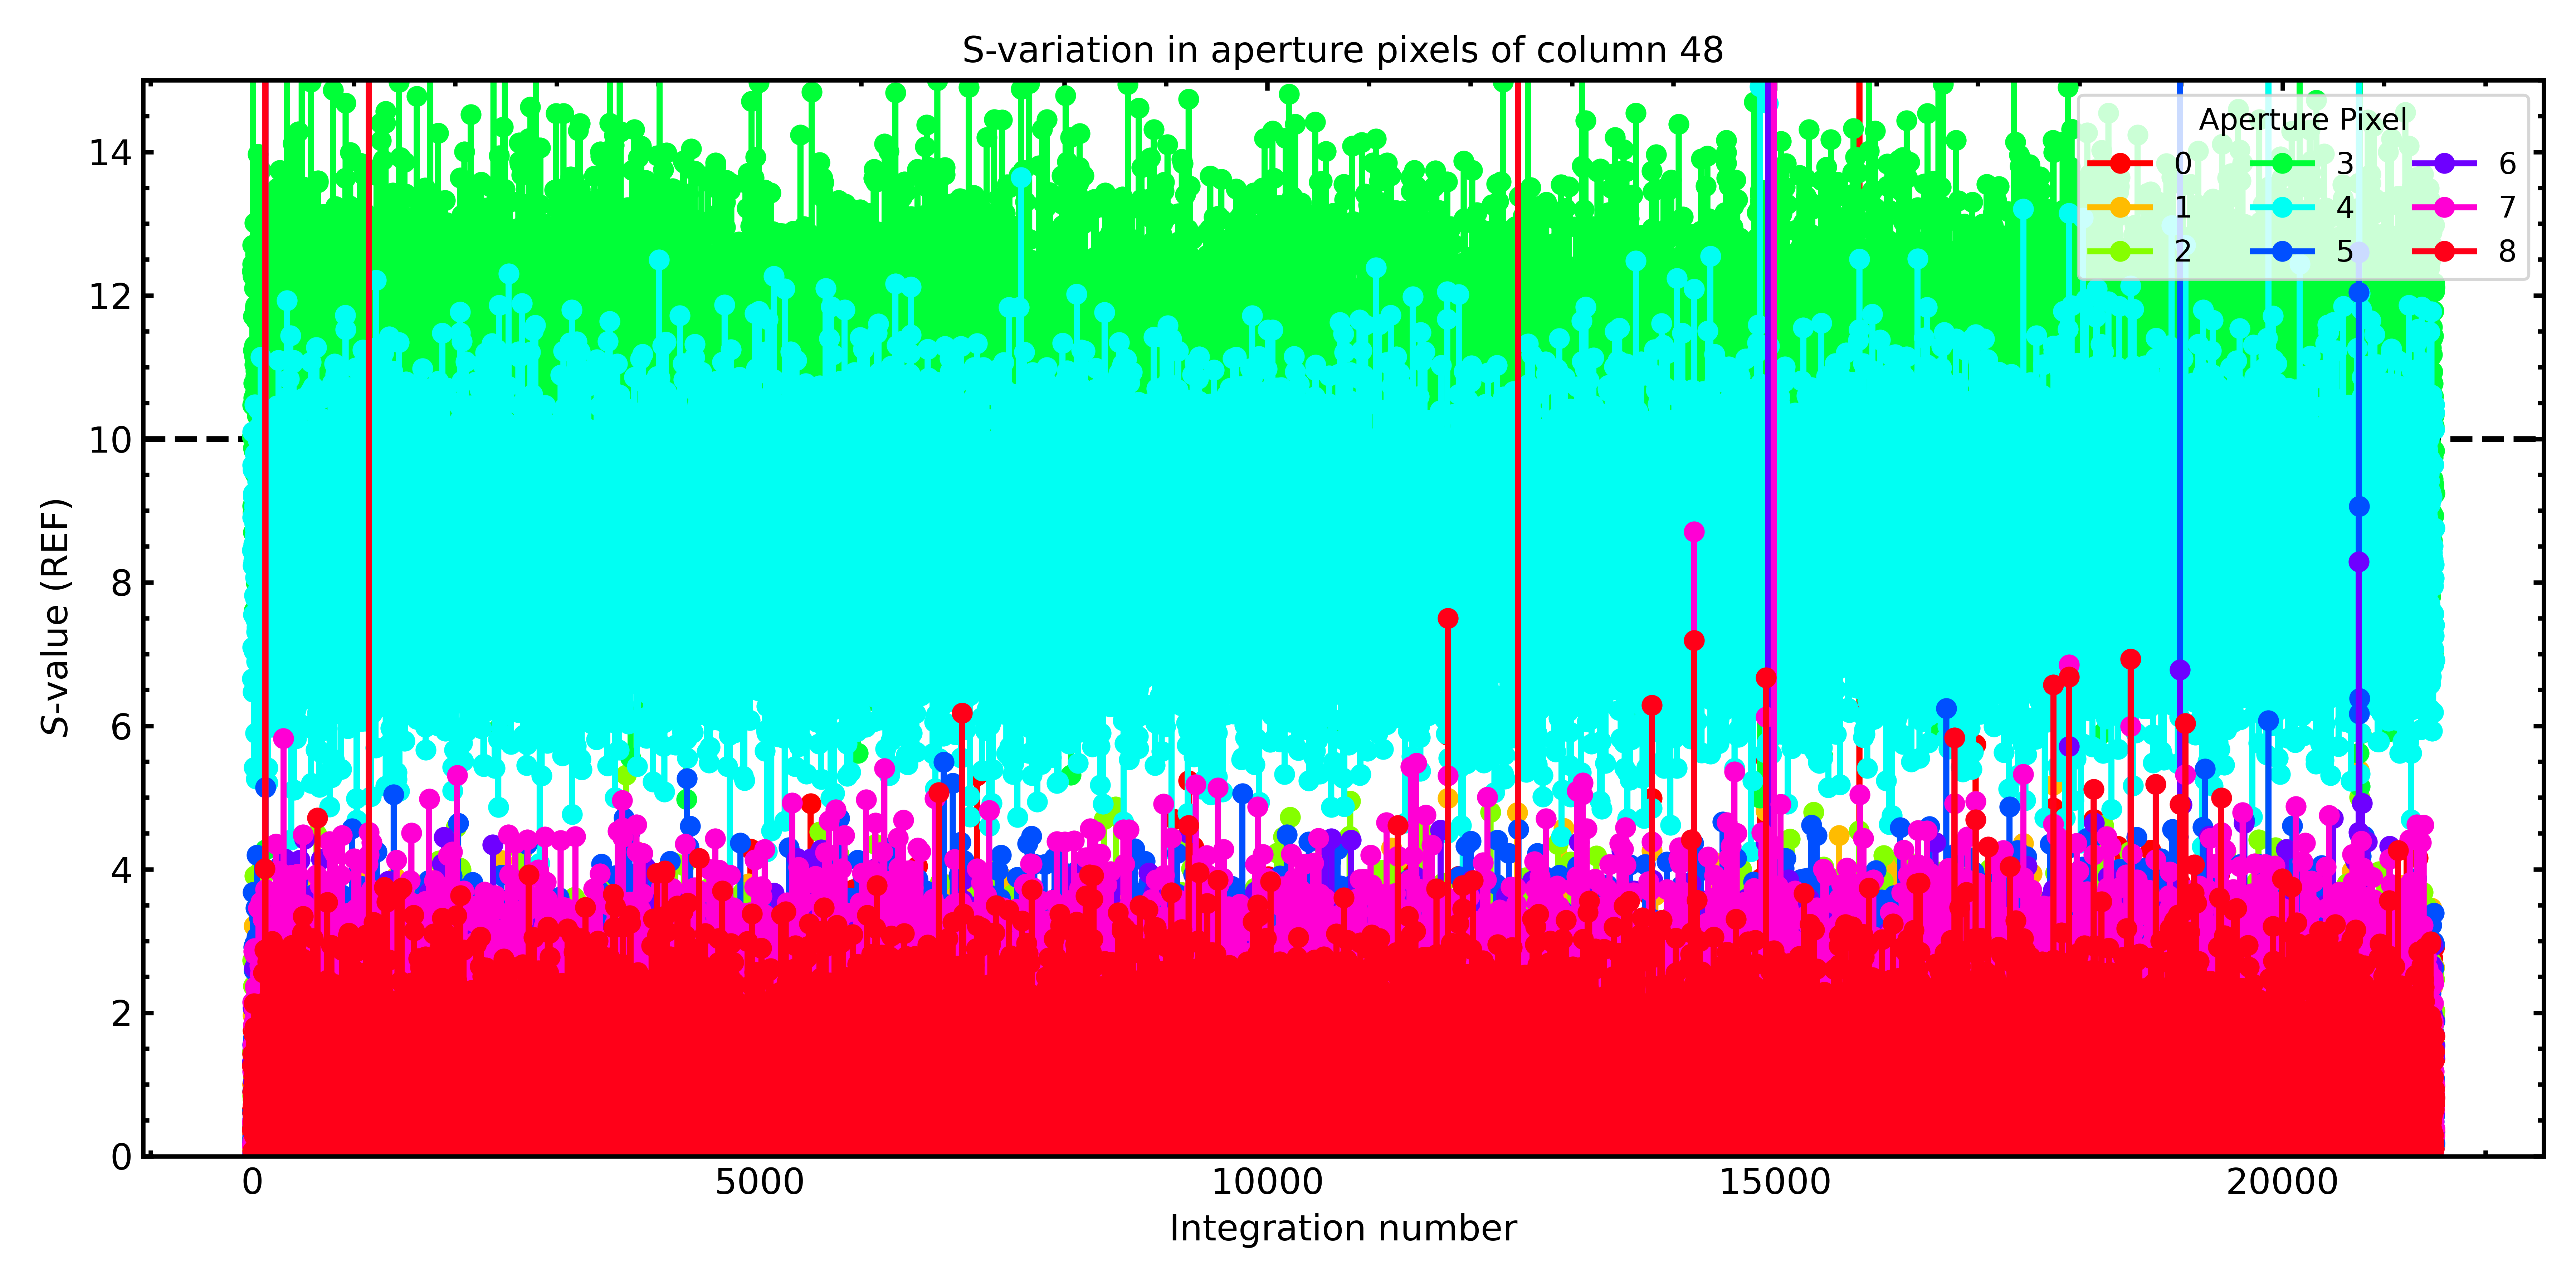 S-variation in aperture pixels of column 48
S-value (REF)
14
12
10
8
6
4
2
0
Aperture Pixel
0 3 6
1 4 7
2 5 8
0 5000 10000 15000 20000
Integration number